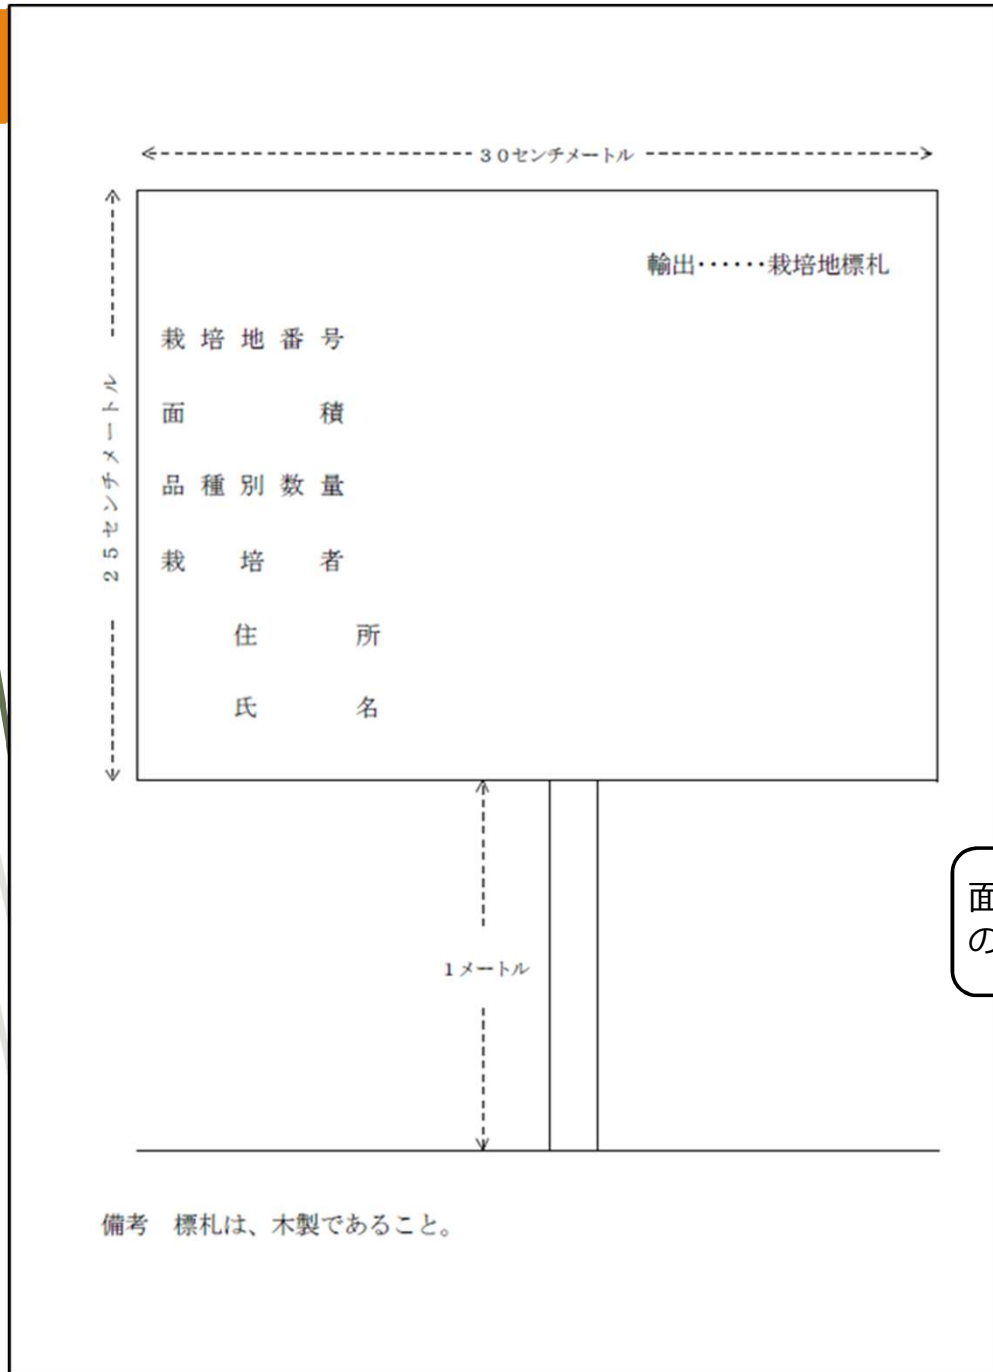 30センチメートル
輸出・・・・・・栽培地標札
25センチメートル
栽培地番号
面積
品種別数量
栽培者
住所
氏名
1メートル
面
の
備考 標札は、木製であること。